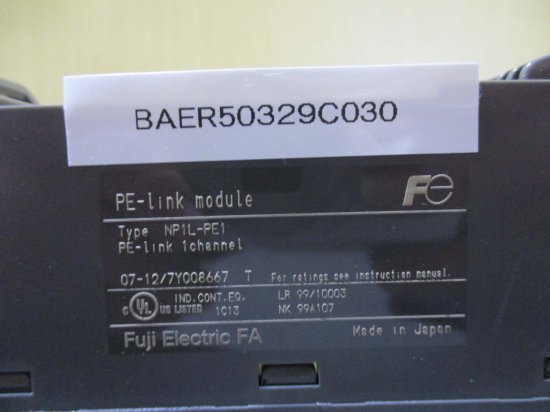 BAER50329C030
PE-link module
Fe
Type NP1L-PE1
PE-link 1channel
07-12/7Y008667 T For ratings see instruction manual.
C UL US LISTED IND.CONT.EQ. 1C13
LR 99/10003
NK 99A107
Fuji Electric FA Made in Japan